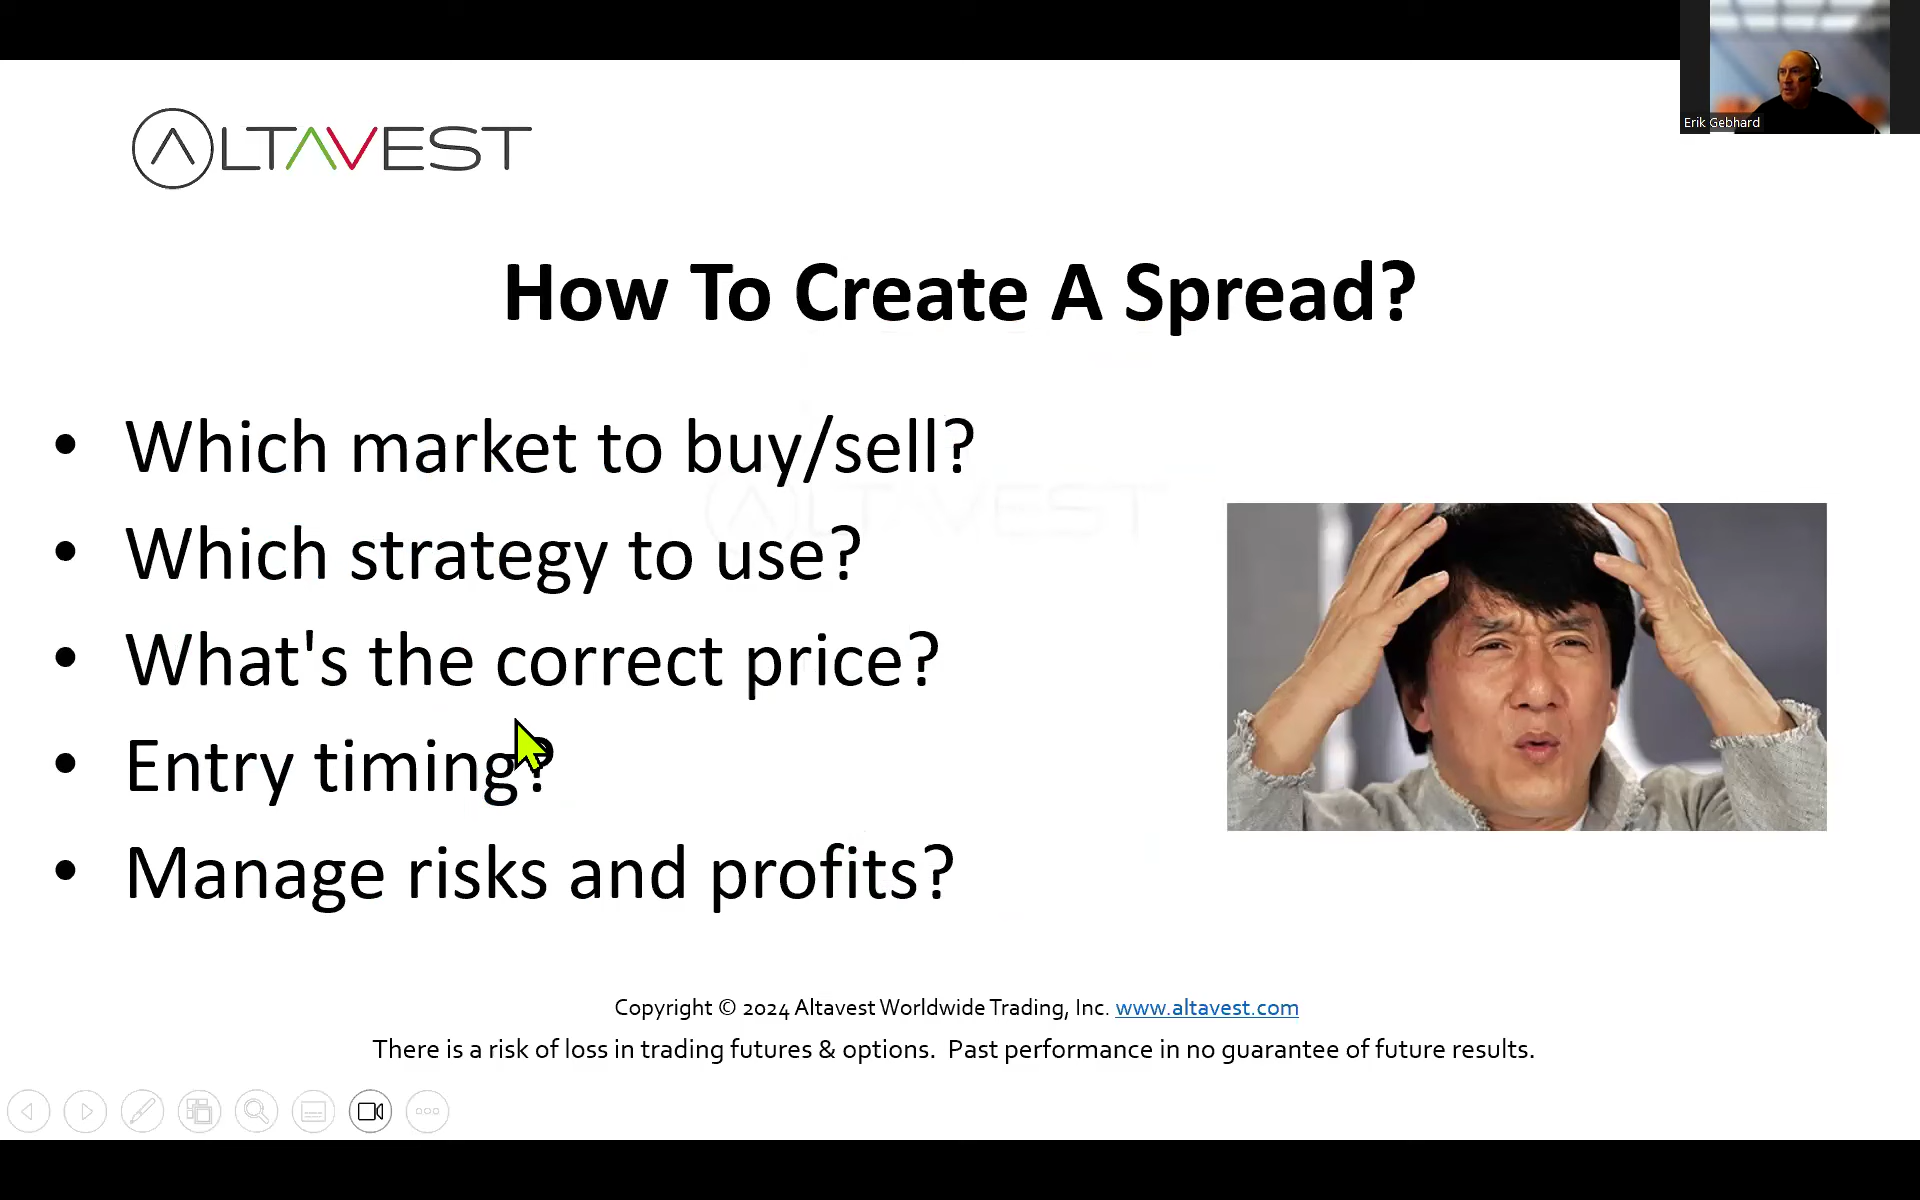 Erik Gebhard
ALTAVEST
How To Create A Spread?
• Which market to buy/sell?
• Which strategy to use?
• What's the correct price?
• Entry timing?
• Manage risks and profits?
ALTAVEST
Copyright © 2024 Altavest Worldwide Trading, Inc. www.altavest.com
There is a risk of loss in trading futures & options. Past performance in no guarantee of future results.